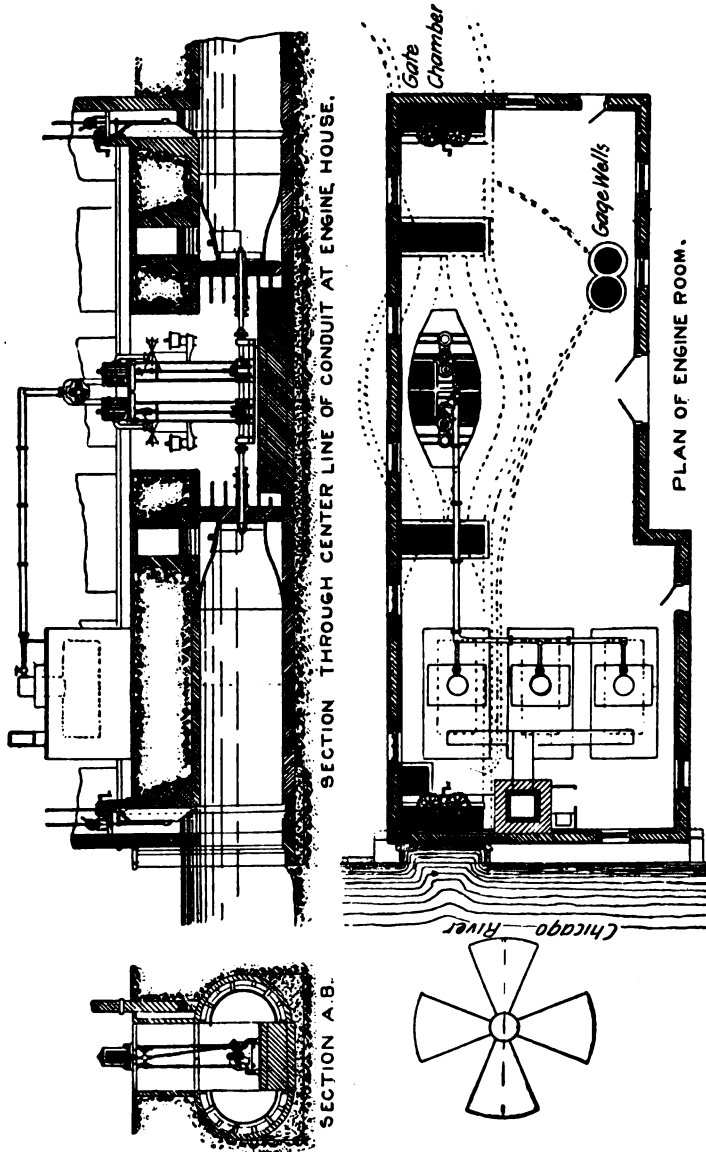 SECTION THROUGH CENTER LINE OF CONDUIT AT ENGINE HOUSE.
Gate
Chamber
Gage Wells
PLAN OF ENGINE ROOM.
Chicago
River
SECTION A.B.